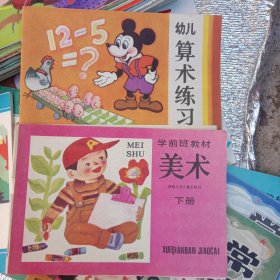 12-5
=?
幼儿
算术练习
MEI
SHU
学前班教材
美术
下册
XUEQIANBAN JIAOCAI
常